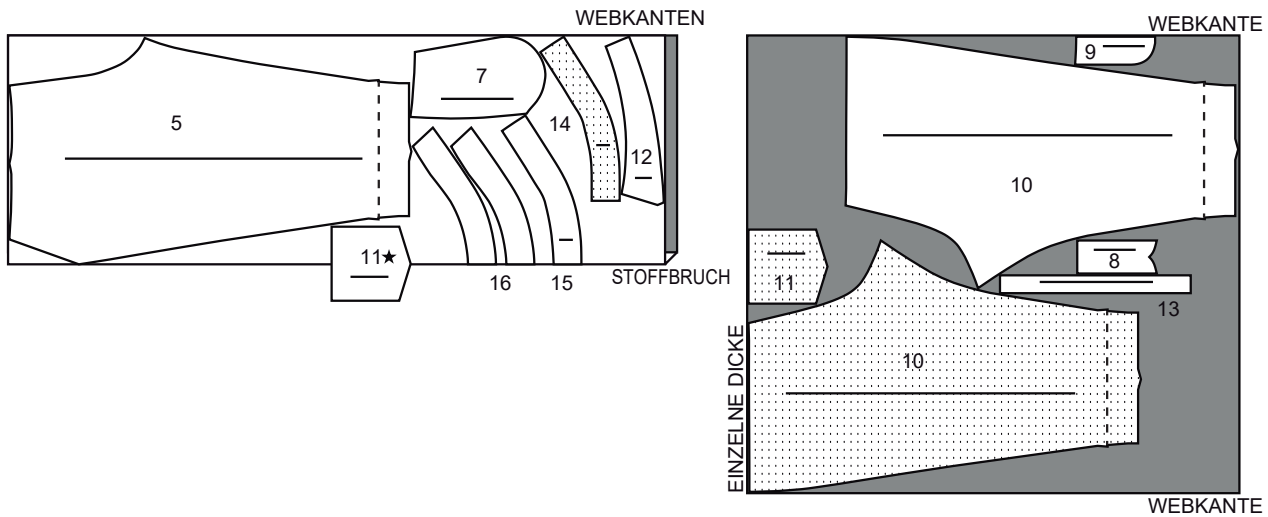 WEBKANTEN
5
7
14
12
11★
16
15
STOFFBRUCH
WEBKANTE
9
10
8
11
13
10
EINZELNE DICKE
WEBKANTE